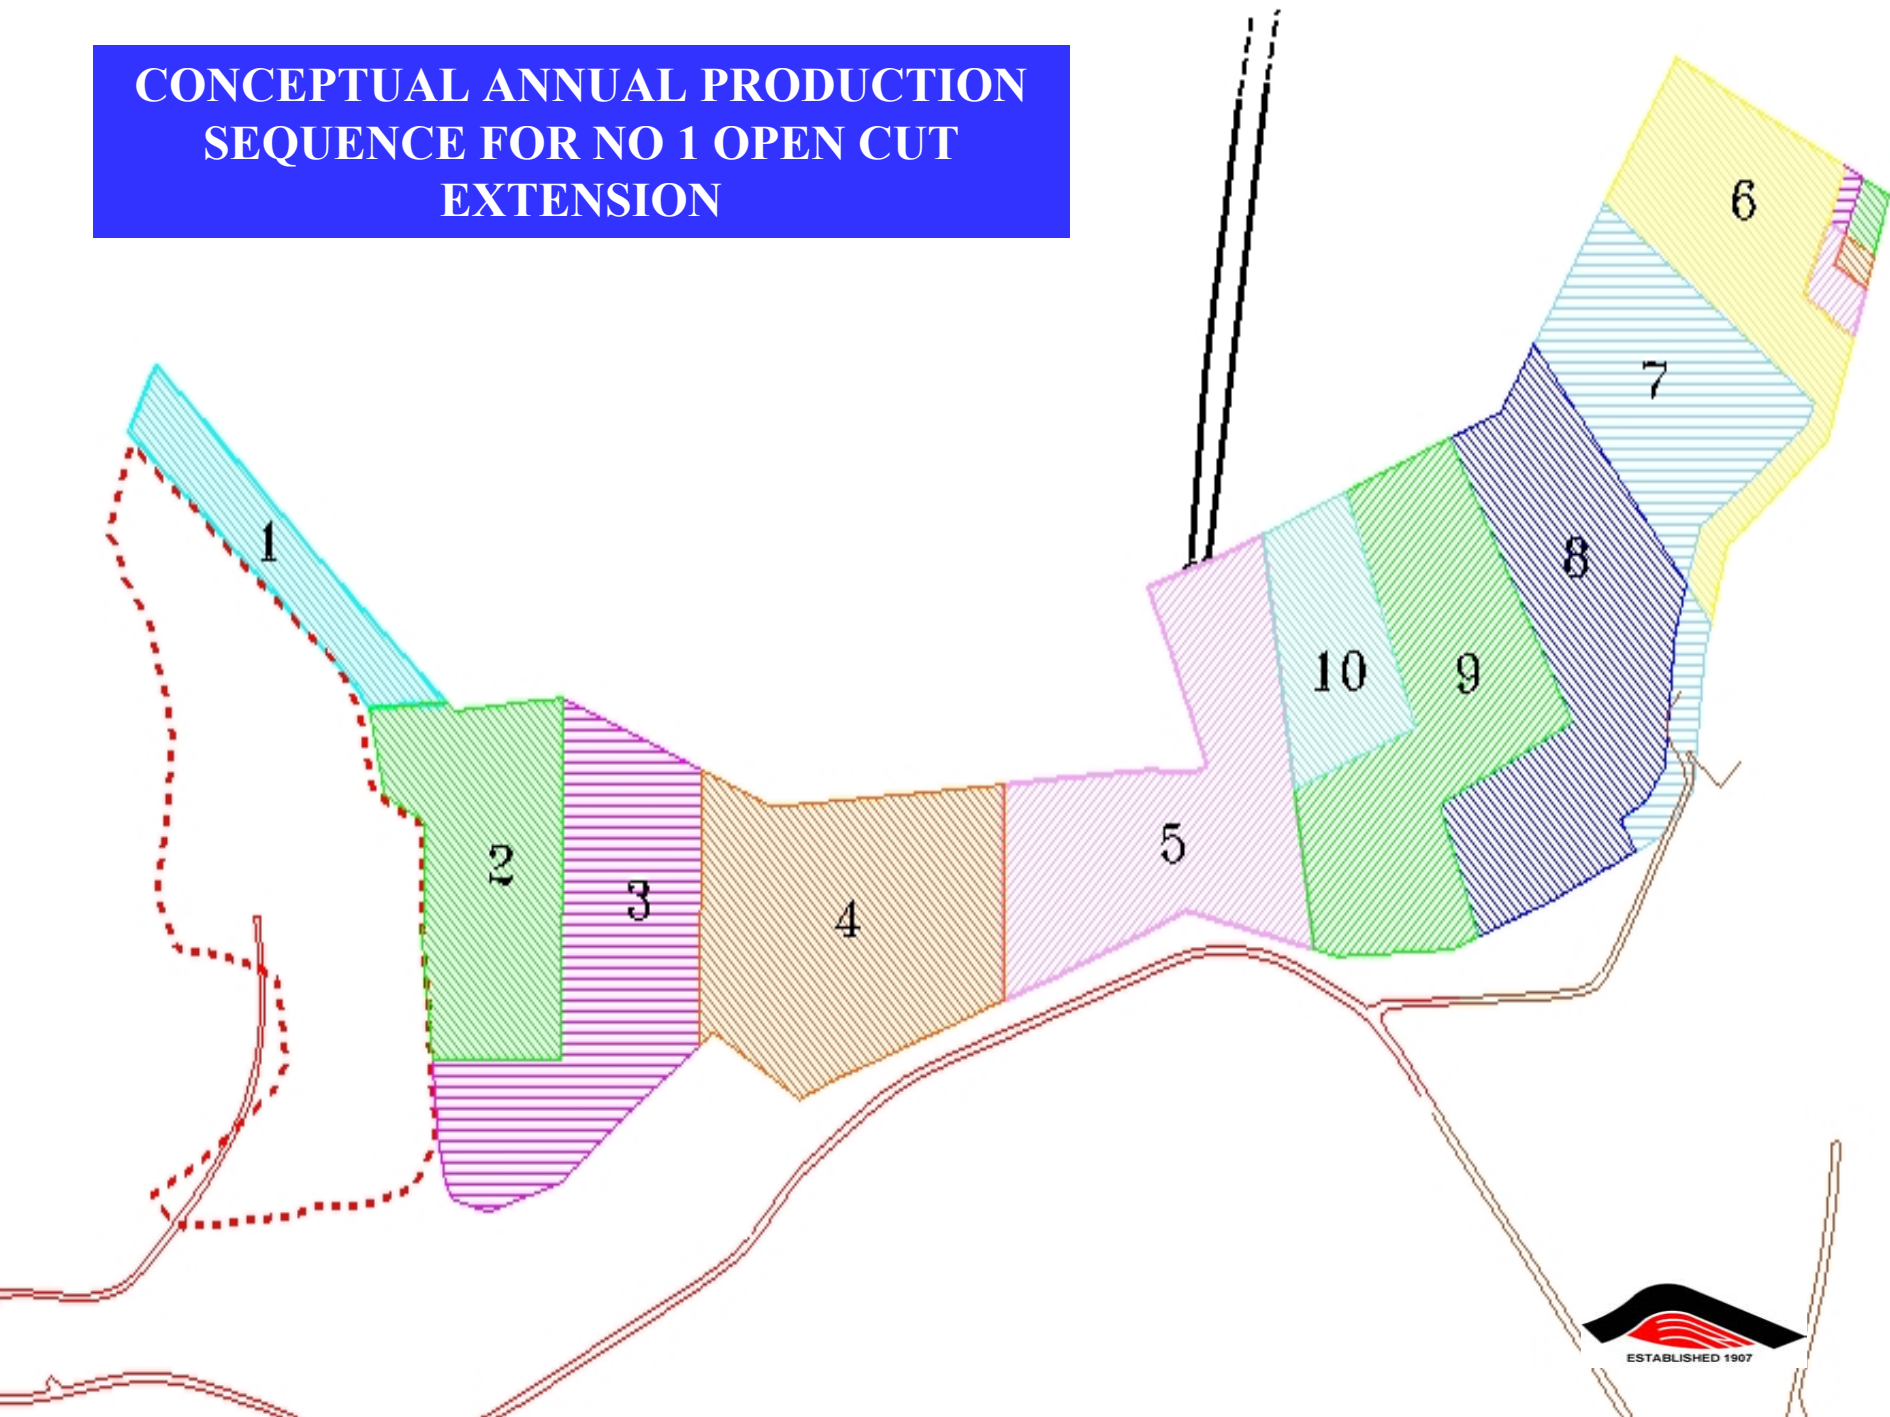 CONCEPTUAL ANNUAL PRODUCTION
SEQUENCE FOR NO 1 OPEN CUT
EXTENSION
6
7
1
8
10
9
2
5
3
4
ESTABLISHED 1907